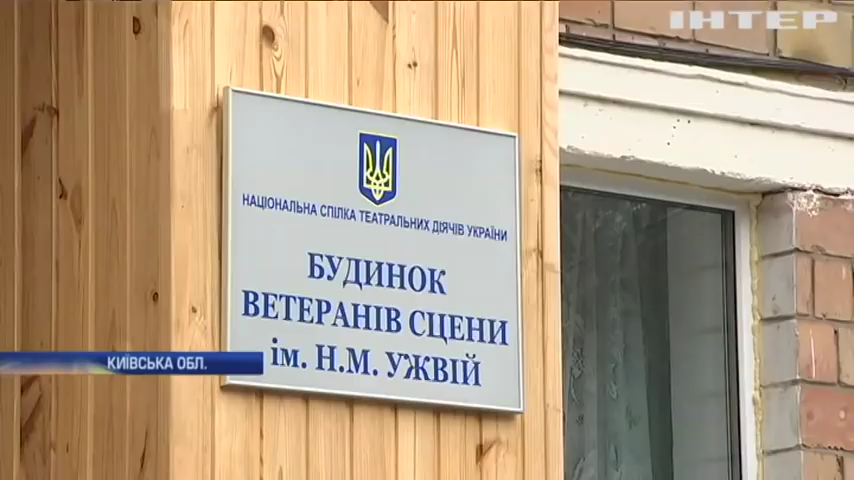 ІНТЕР
НАЦІОНАЛЬНА СПІЛКА ТЕАТРАЛЬНИХ ДІЯЧІВ УКРАЇНИ
БУДИНОК
ВЕТЕРАНІВ СЦЕНИ
ім. Н.М. УЖВІЙ
КИЇВСЬКА ОБЛ.